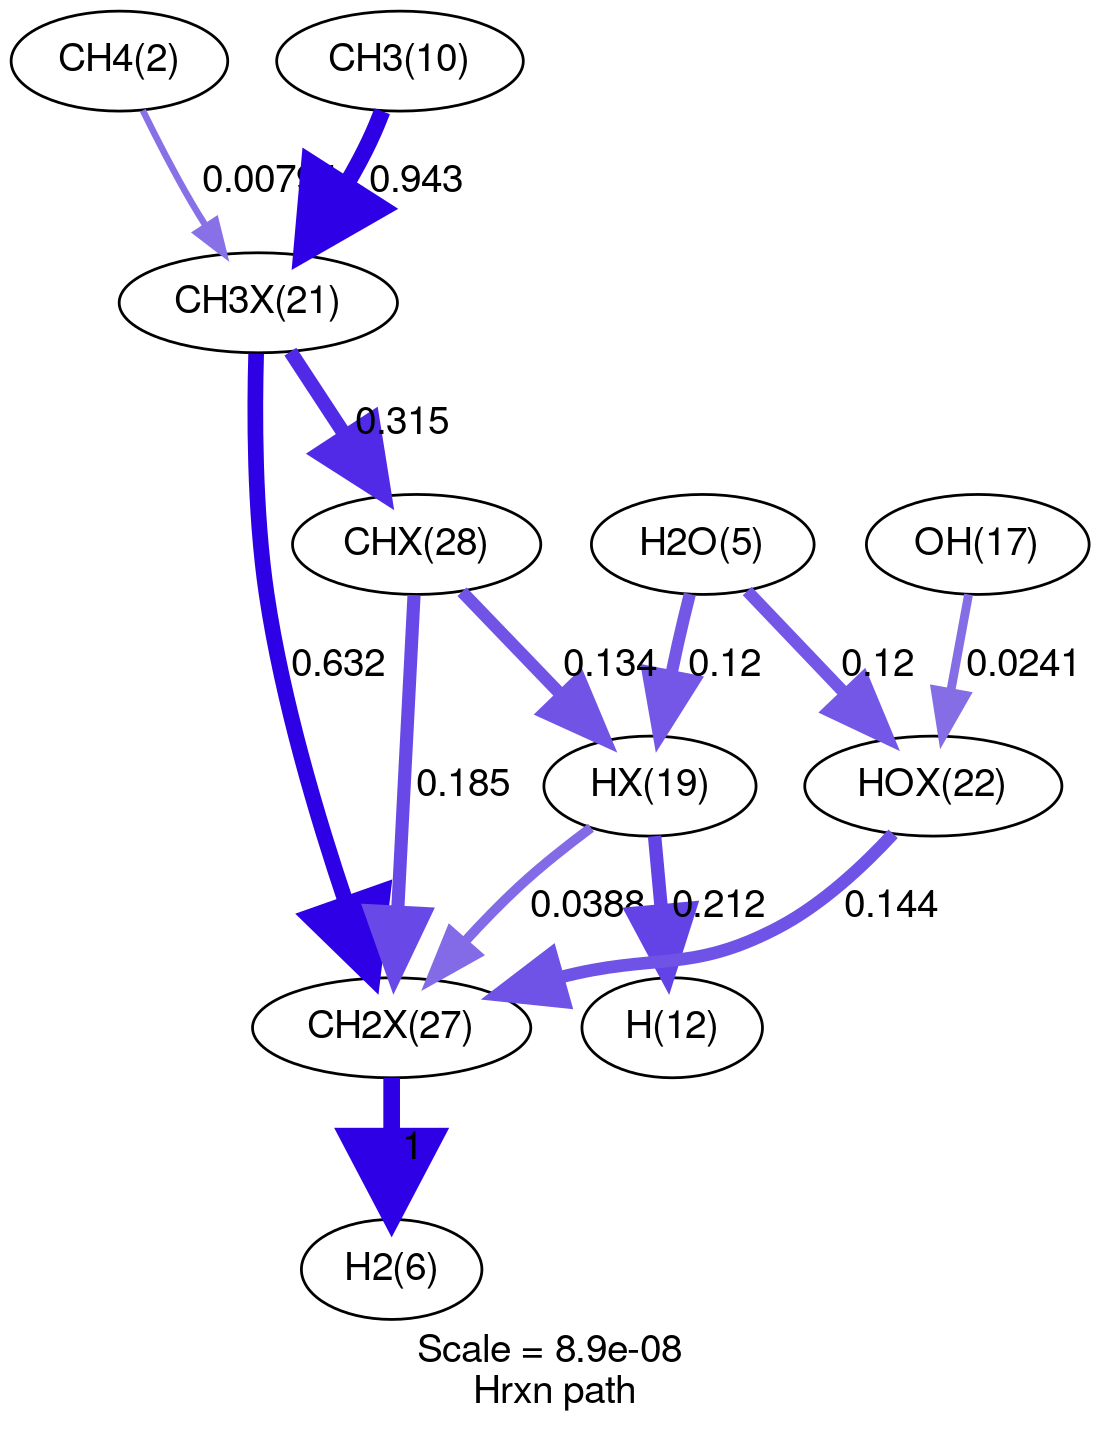 CH4(2)
CH3(10)
0.943
CH3X(21)
0.315
CHX(28)
H2O(5)
OH(17)
0.632
0.134
0.12
0.12
0.0241
0.185
HX(19)
HOX(22)
0.0388
0.212
0.144
CH2X(27)
H(12)
1
H2(6)
Scale = 8.9e-08
Hrxn path